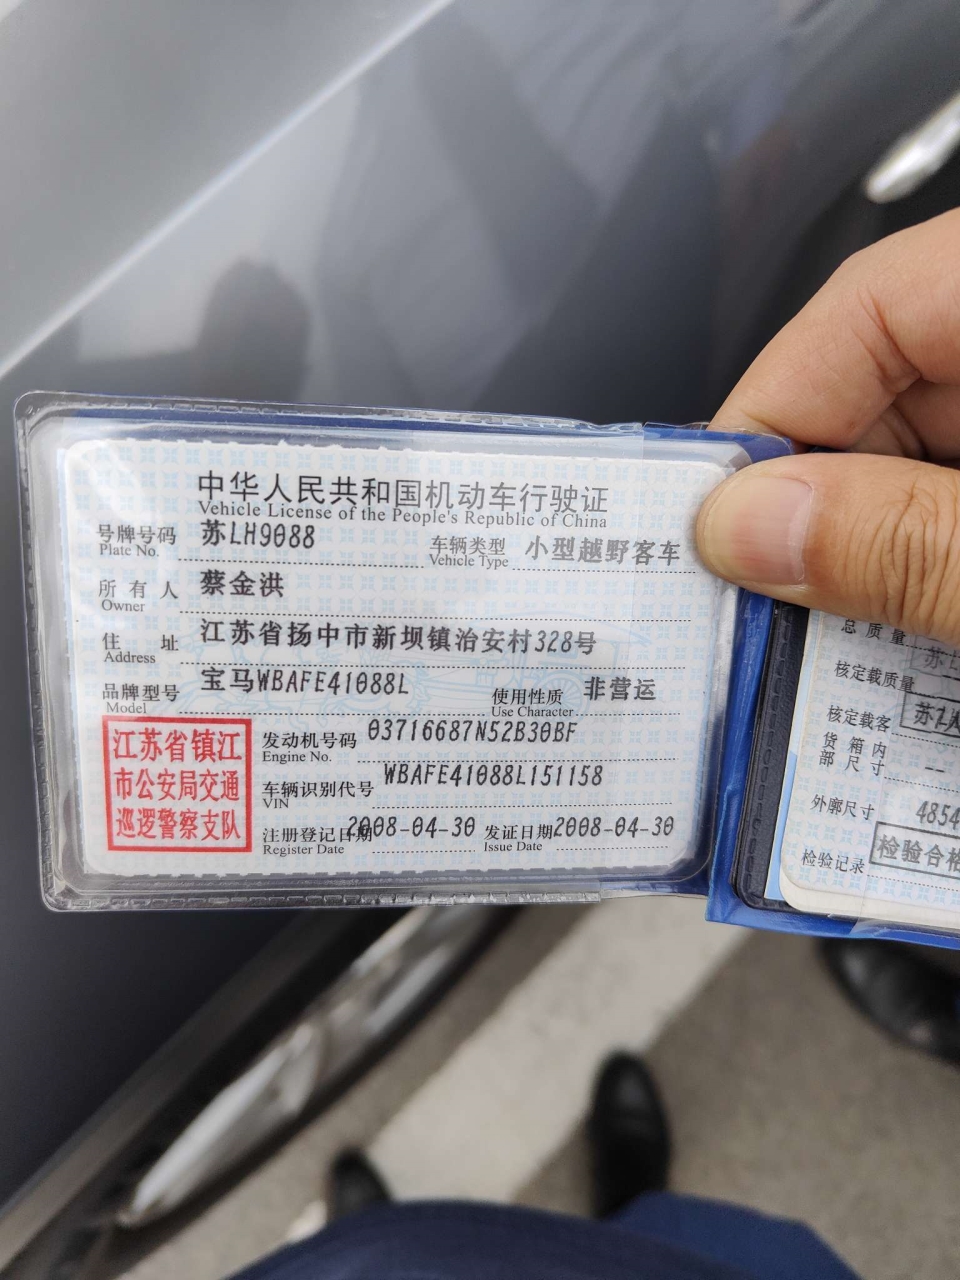 中华人民共和国机动车行驶证
Vehicle License of the People's Republic of China
号牌号码 苏LH9088 车辆类型 小型越野客车
Plate No. Vehicle Type
所有人 蔡金洪
Owner
住址 江苏省扬中市新坝镇治安村328号
Address
品牌型号 宝马WBAFE41088L 使用性质 非营运
Model Use Character
江苏省镇江
市公安局交通
巡逻警察支队
发动机号码 03716687N52B30BF
Engine No.
车辆识别代号 WBAFE41088L151158
VIN
注册登记日期 2008-04-30 发证日期 2008-04-30
Register Date Issue Date
总质量
核定载质量
核定载客
货箱内
部尺寸 --
外廓尺寸 4854
检验记录 检验合格